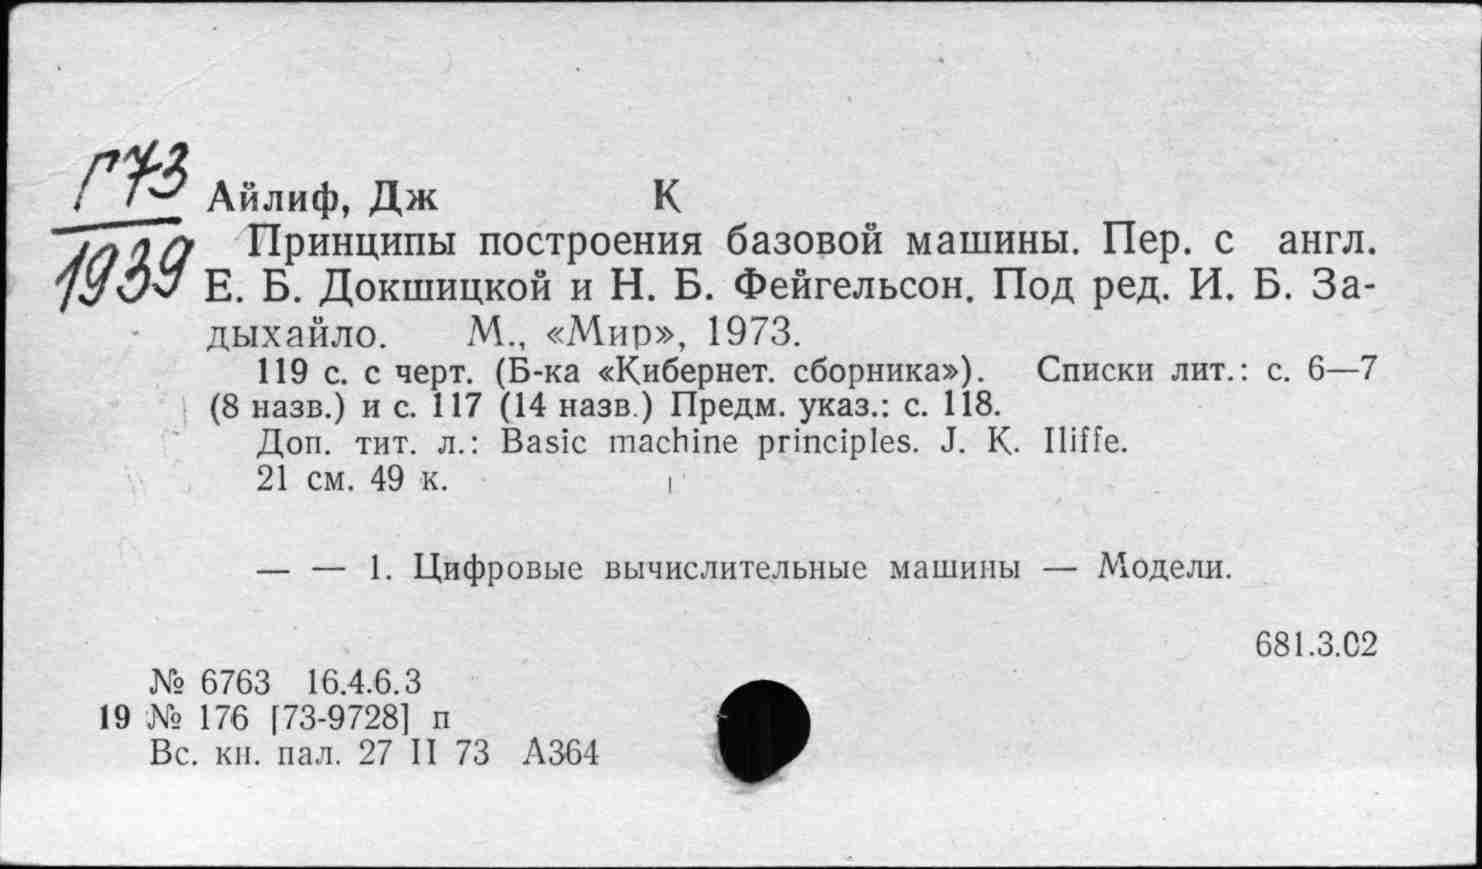 Г73
1939
Айлиф, Дж К
Принципы построения базовой машины. Пер. с англ.
Е. Б. Докшицкой и Н. Б. Фейгельсон. Под ред. И. Б. За-
дыхайло. М., «Мир», 1973.
119 с. с черт. (Б-ка «Кибернет. сборника»). Списки лит.: с. 6—7
(8 назв.) и с. 117 (14 назв.) Предм. указ.: с. 118.
Доп. тит. л.: Basic machine principles. J. K. Iliffe.
21 см. 49 к.
— — 1. Цифровые вычислительные машины — Модели.
681.3.02
№ 6763 16.4.6.3
19 № 176 [73-9728] п
Вс. кн. пал. 27 II 73 А364